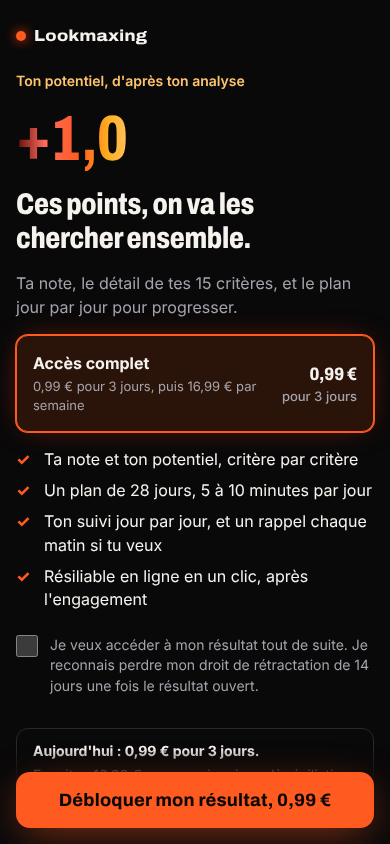 Lookmaxing
Ton potentiel, d'après ton analyse
+1,0
Ces points, on va les
chercher ensemble.
Ta note, le détail de tes 15 critères, et le plan
jour par jour pour progresser.
Accès complet
0,99 € pour 3 jours, puis 16,99 € par
semaine
0,99 €
pour 3 jours
✓ Ta note et ton potentiel, critère par critère
✓ Un plan de 28 jours, 5 à 10 minutes par jour
✓ Ton suivi jour par jour, et un rappel chaque
matin si tu veux
✓ Résiliable en ligne en un clic, après
l'engagement
Je veux accéder à mon résultat tout de suite. Je
reconnais perdre mon droit de rétractation de 14
jours une fois le résultat ouvert.
Aujourd'hui : 0,99 € pour 3 jours.
Débloquer mon résultat, 0,99 €